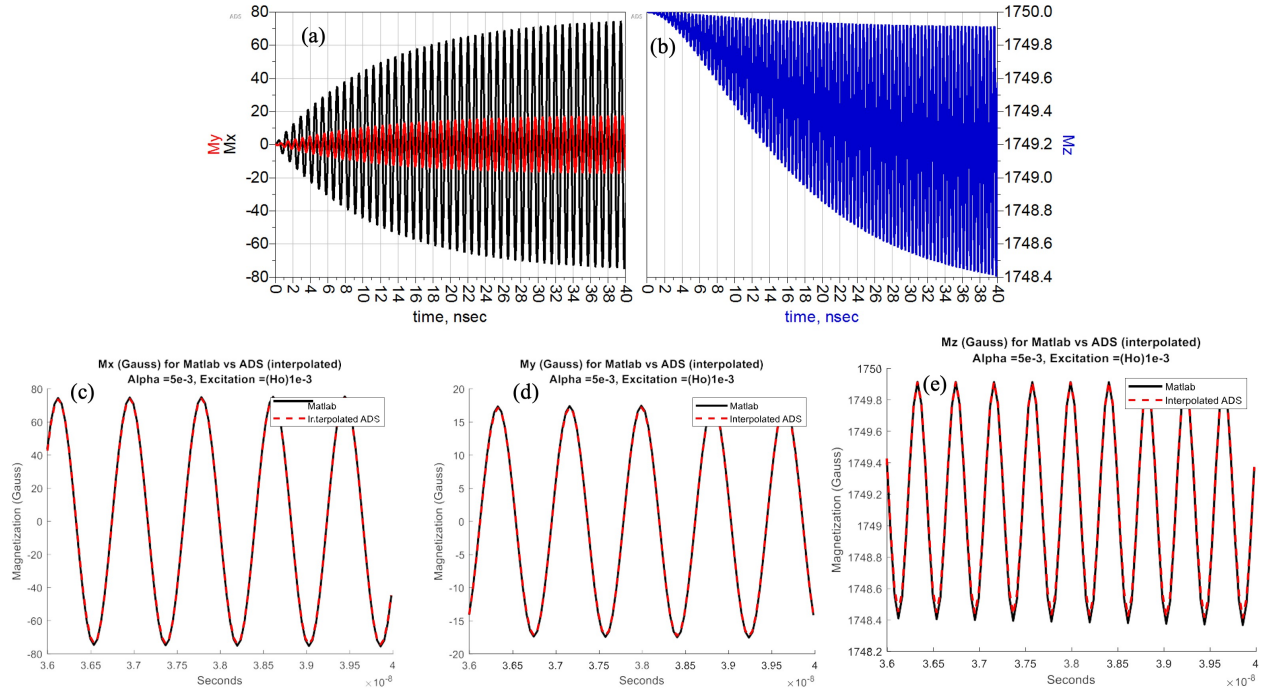 ADS
(a)
80
60
40
20
0
-20
-40
-60
-80
My
Mx
0 2 4 6 8 10 12 14 16 18 20 22 24 26 28 30 32 34 36 38 40
time, nsec
ADS
(b)
1750.0
1749.8
1749.6
1749.4
1749.2
1749.0
1748.8
1748.6
1748.4
Mz
0 2 4 6 8 10 12 14 16 18 20 22 24 26 28 30 32 34 36 38 40
time, nsec
Mx (Gauss) for Matlab vs ADS (interpolated)
Alpha =5e-3, Excitation =(Ho)1e-3
(c)
Matlab
Ir.terpolated ADS
80
60
40
20
0
-20
-40
-60
-80
Magnetization (Gauss)
3.6 3.65 3.7 3.75 3.8 3.85 3.9 3.95 4
Seconds
×10⁻⁸
My (Gauss) for Matlab vs ADS (interpolated)
Alpha =5e-3, Excitation =(Ho)1e-3
(d)
Matlab
Interpolated ADS
20
15
10
5
0
-5
-10
-15
-20
Magnetization (Gauss)
3.6 3.65 3.7 3.75 3.8 3.85 3.9 3.95 4
Seconds
×10⁻⁸
Mz (Gauss) for Matlab vs ADS (interpolated)
Alpha =5e-3, Excitation =(Ho)1e-3
(e)
Matlab
Interpolated ADS
1750
1749.8
1749.6
1749.4
1749.2
1749
1748.8
1748.6
1748.4
1748.2
Magnetization (Gauss)
3.6 3.65 3.7 3.75 3.8 3.85 3.9 3.95 4
Seconds
×10⁻⁸